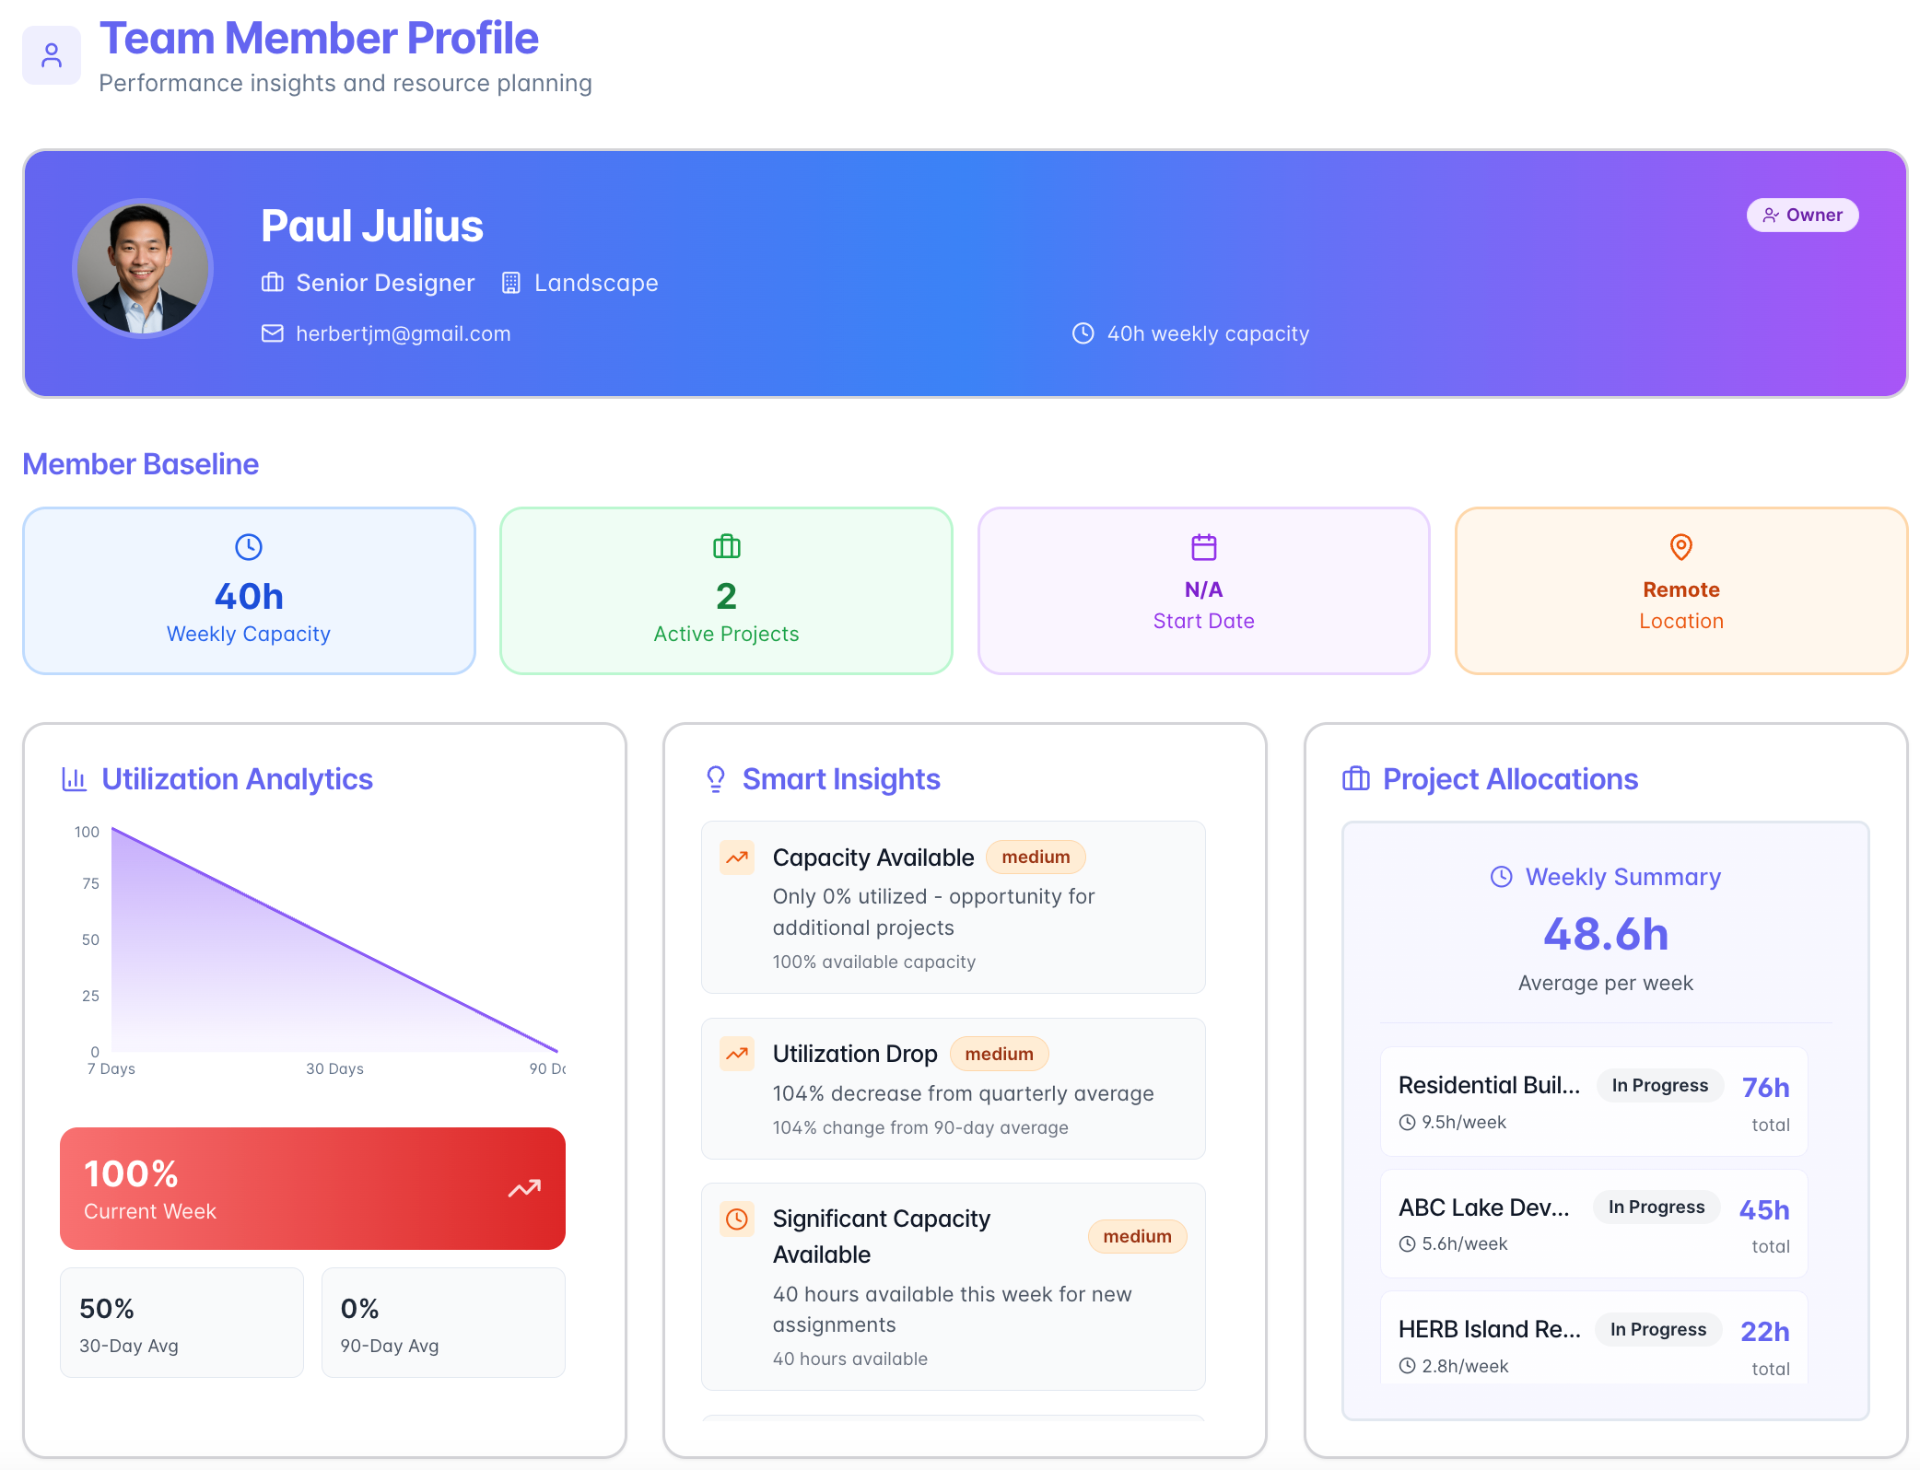 Team Member Profile
Performance insights and resource planning
Paul Julius
Owner
Senior Designer Landscape
herbertjm@gmail.com
40h weekly capacity
Member Baseline
40h
Weekly Capacity
2
Active Projects
N/A
Start Date
Remote
Location
Utilization Analytics
100
75
50
25
0
7 Days 30 Days 90 Da
100%
Current Week
50%
30-Day Avg
0%
90-Day Avg
Smart Insights
Capacity Available medium
Only 0% utilized - opportunity for
additional projects
100% available capacity
Utilization Drop medium
104% decrease from quarterly average
104% change from 90-day average
Significant Capacity
Available
medium
40 hours available this week for new
assignments
40 hours available
Project Allocations
Weekly Summary
48.6h
Average per week
Residential Buil... In Progress 76h
9.5h/week total
ABC Lake Dev... In Progress 45h
5.6h/week total
HERB Island Re... In Progress 22h
2.8h/week total